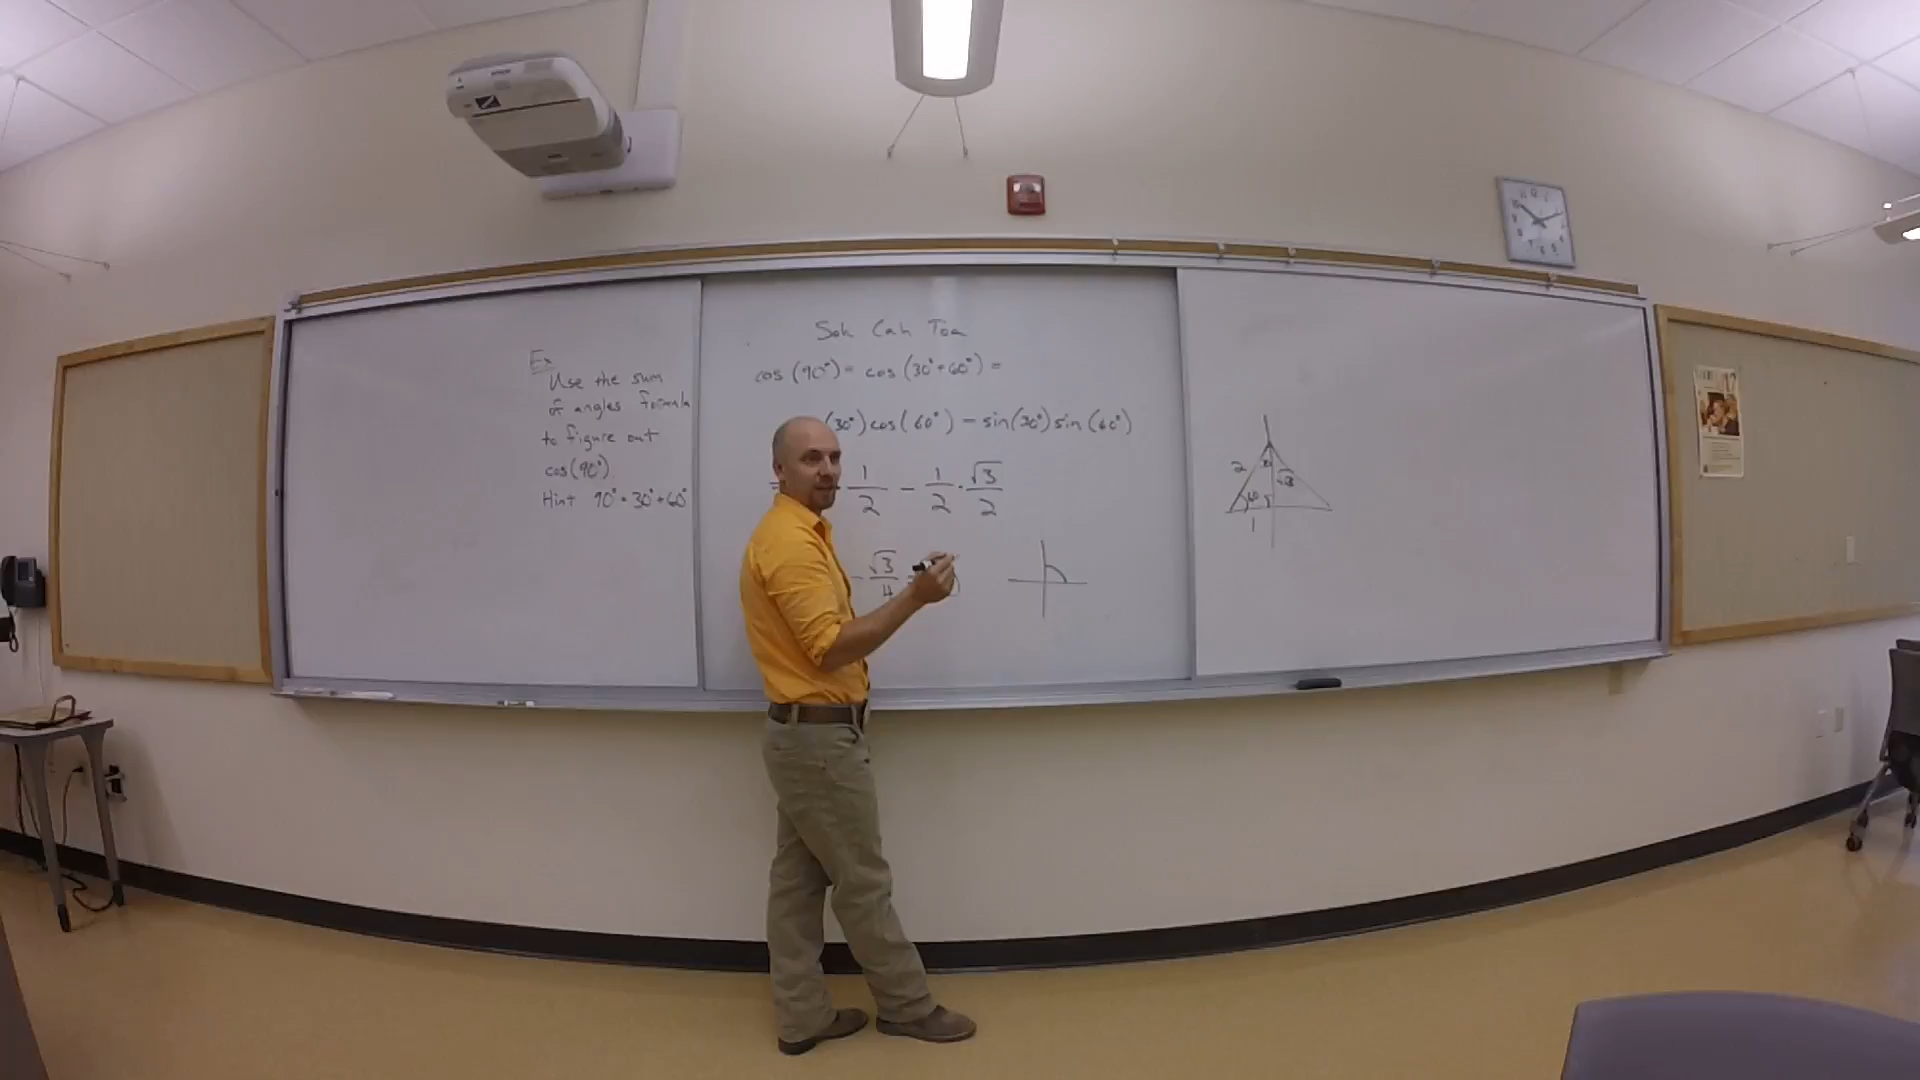 Ex
Use the sum
of angles formula
to figure out
cos(90°).
Hint 90° = 30° + 60°
Soh Cah Toa
cos (90°) = cos (30° + 60°) =
(30°) cos (60°) − sin(30°) sin (60°)
1/2 − 1/2 · √3/2
− √3/4 =
2
√3
60
1
EPSON